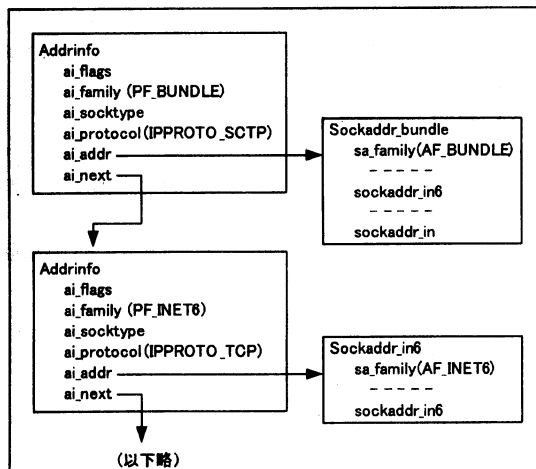 Addrinfo
ai_flags
ai_family (PF_BUNDLE)
ai_socktype
ai_protocol(IPPROTO_SCTP)
ai_addr
ai_next
Sockaddr_bundle
sa_family(AF_BUNDLE)
sockaddr_in6
sockaddr_in
Addrinfo
ai_flags
ai_family (PF_INET6)
ai_socktype
ai_protocol(IPPROTO_TCP)
ai_addr
ai_next
Sockaddr_in6
sa_family(AF_INET6)
sockaddr_in6
(以下略)